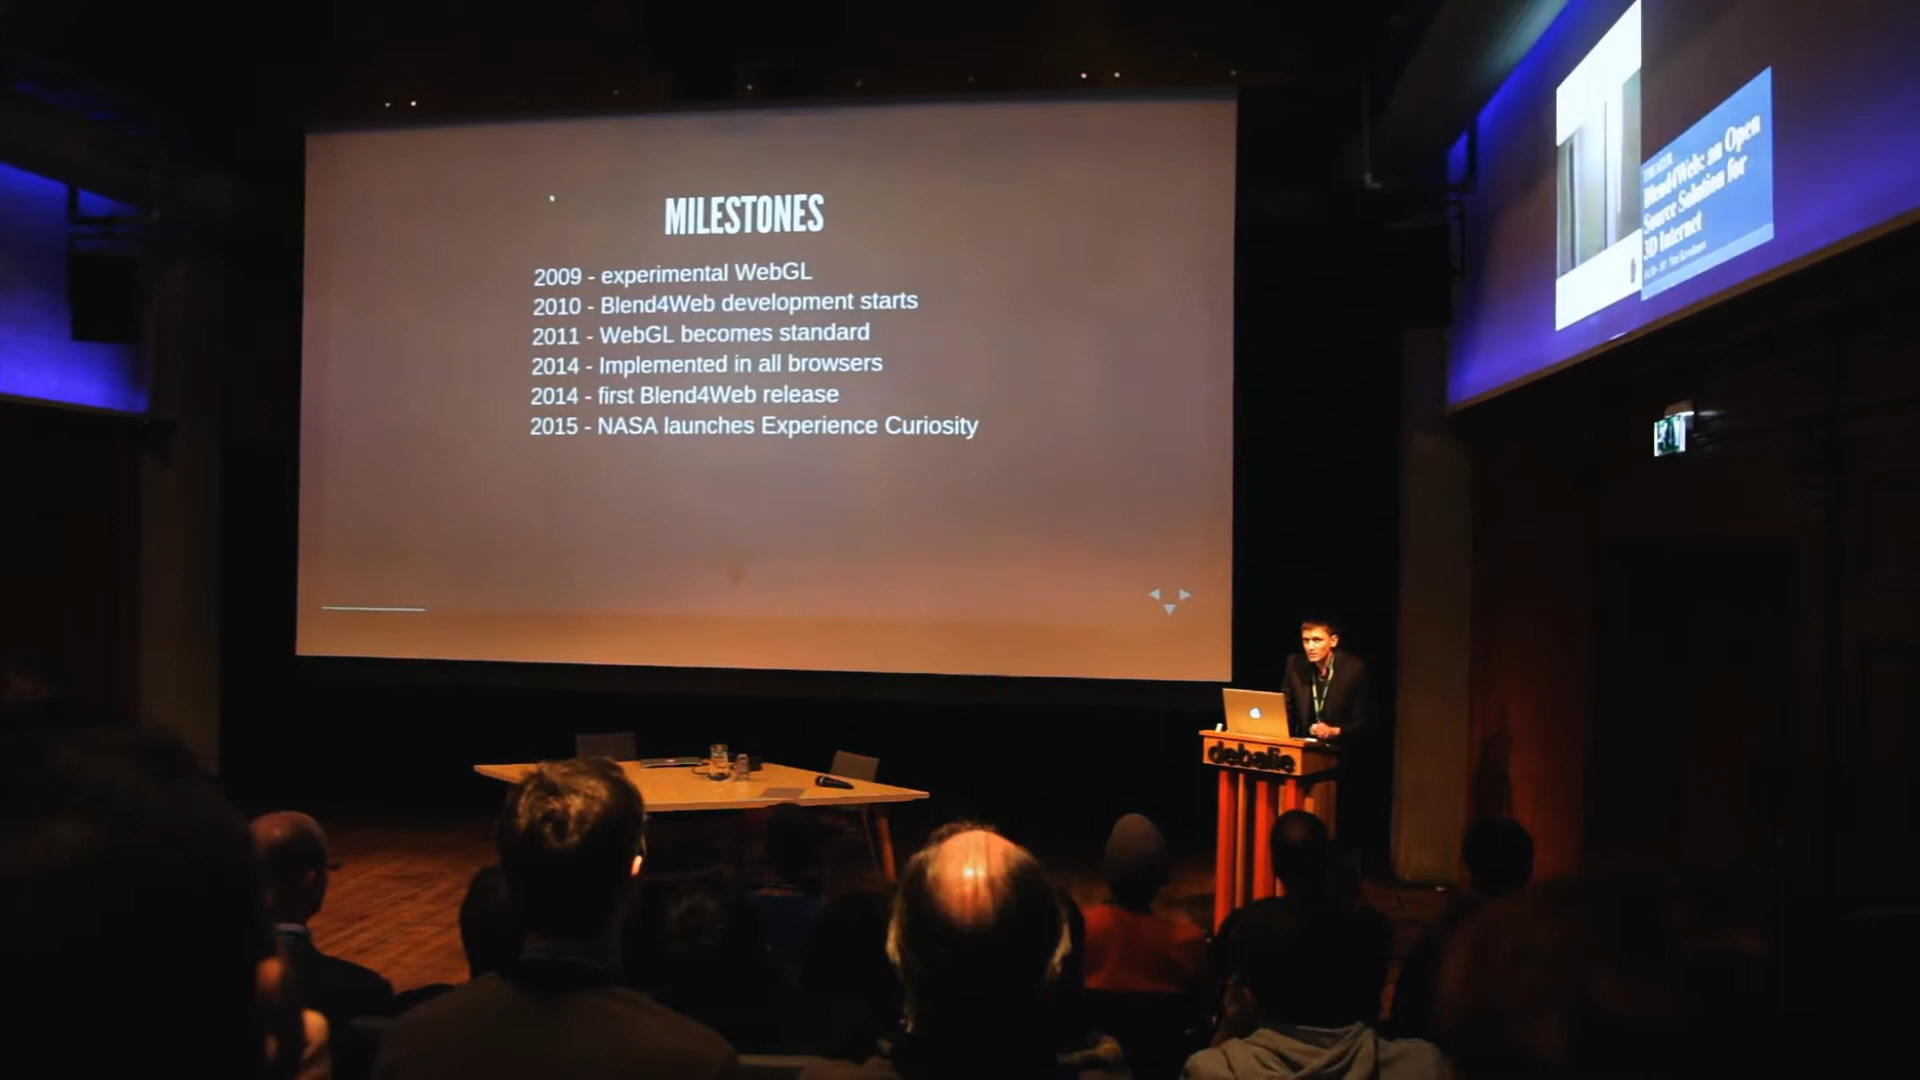 MILESTONES
2009 - experimental WebGL
2010 - Blend4Web development starts
2011 - WebGL becomes standard
2014 - Implemented in all browsers
2014 - first Blend4Web release
2015 - NASA launches Experience Curiosity
THEATER
Blend4Web: an Open
Source Solution for
3D Internet
debalie